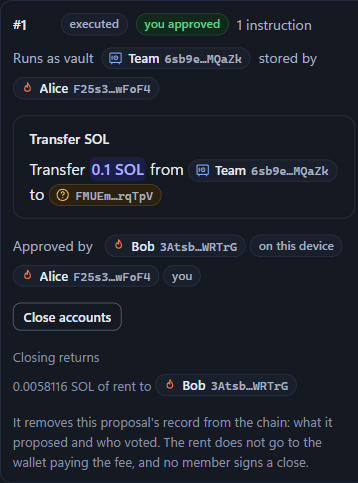 #1 executed you approved 1 instruction
Runs as vault Team 6sb9e…MQaZk stored by
Alice F25s3…wFoF4
Transfer SOL
Transfer 0.1 SOL from Team 6sb9e…MQaZk
to FMUEm…rqTpV
Approved by Bob 3Atsb…WRTrG on this device
Alice F25s3…wFoF4 you
Close accounts
Closing returns
0.0058116 SOL of rent to Bob 3Atsb…WRTrG
It removes this proposal's record from the chain: what it
proposed and who voted. The rent does not go to the
wallet paying the fee, and no member signs a close.